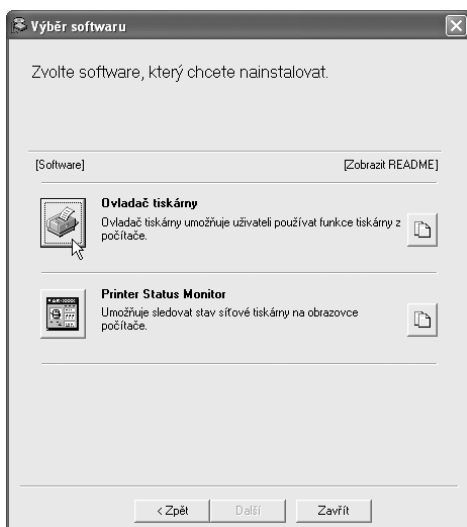 Výběr softwaru
Zvolte software, který chcete nainstalovat.
[Software] [Zobrazit README]
Ovladač tiskárny
Ovladač tiskárny umožňuje uživateli používat funkce tiskárny z
počítače.
Printer Status Monitor
Umožňuje sledovat stav síťové tiskárny na obrazovce
počítače.
< Zpět Další Zavřít